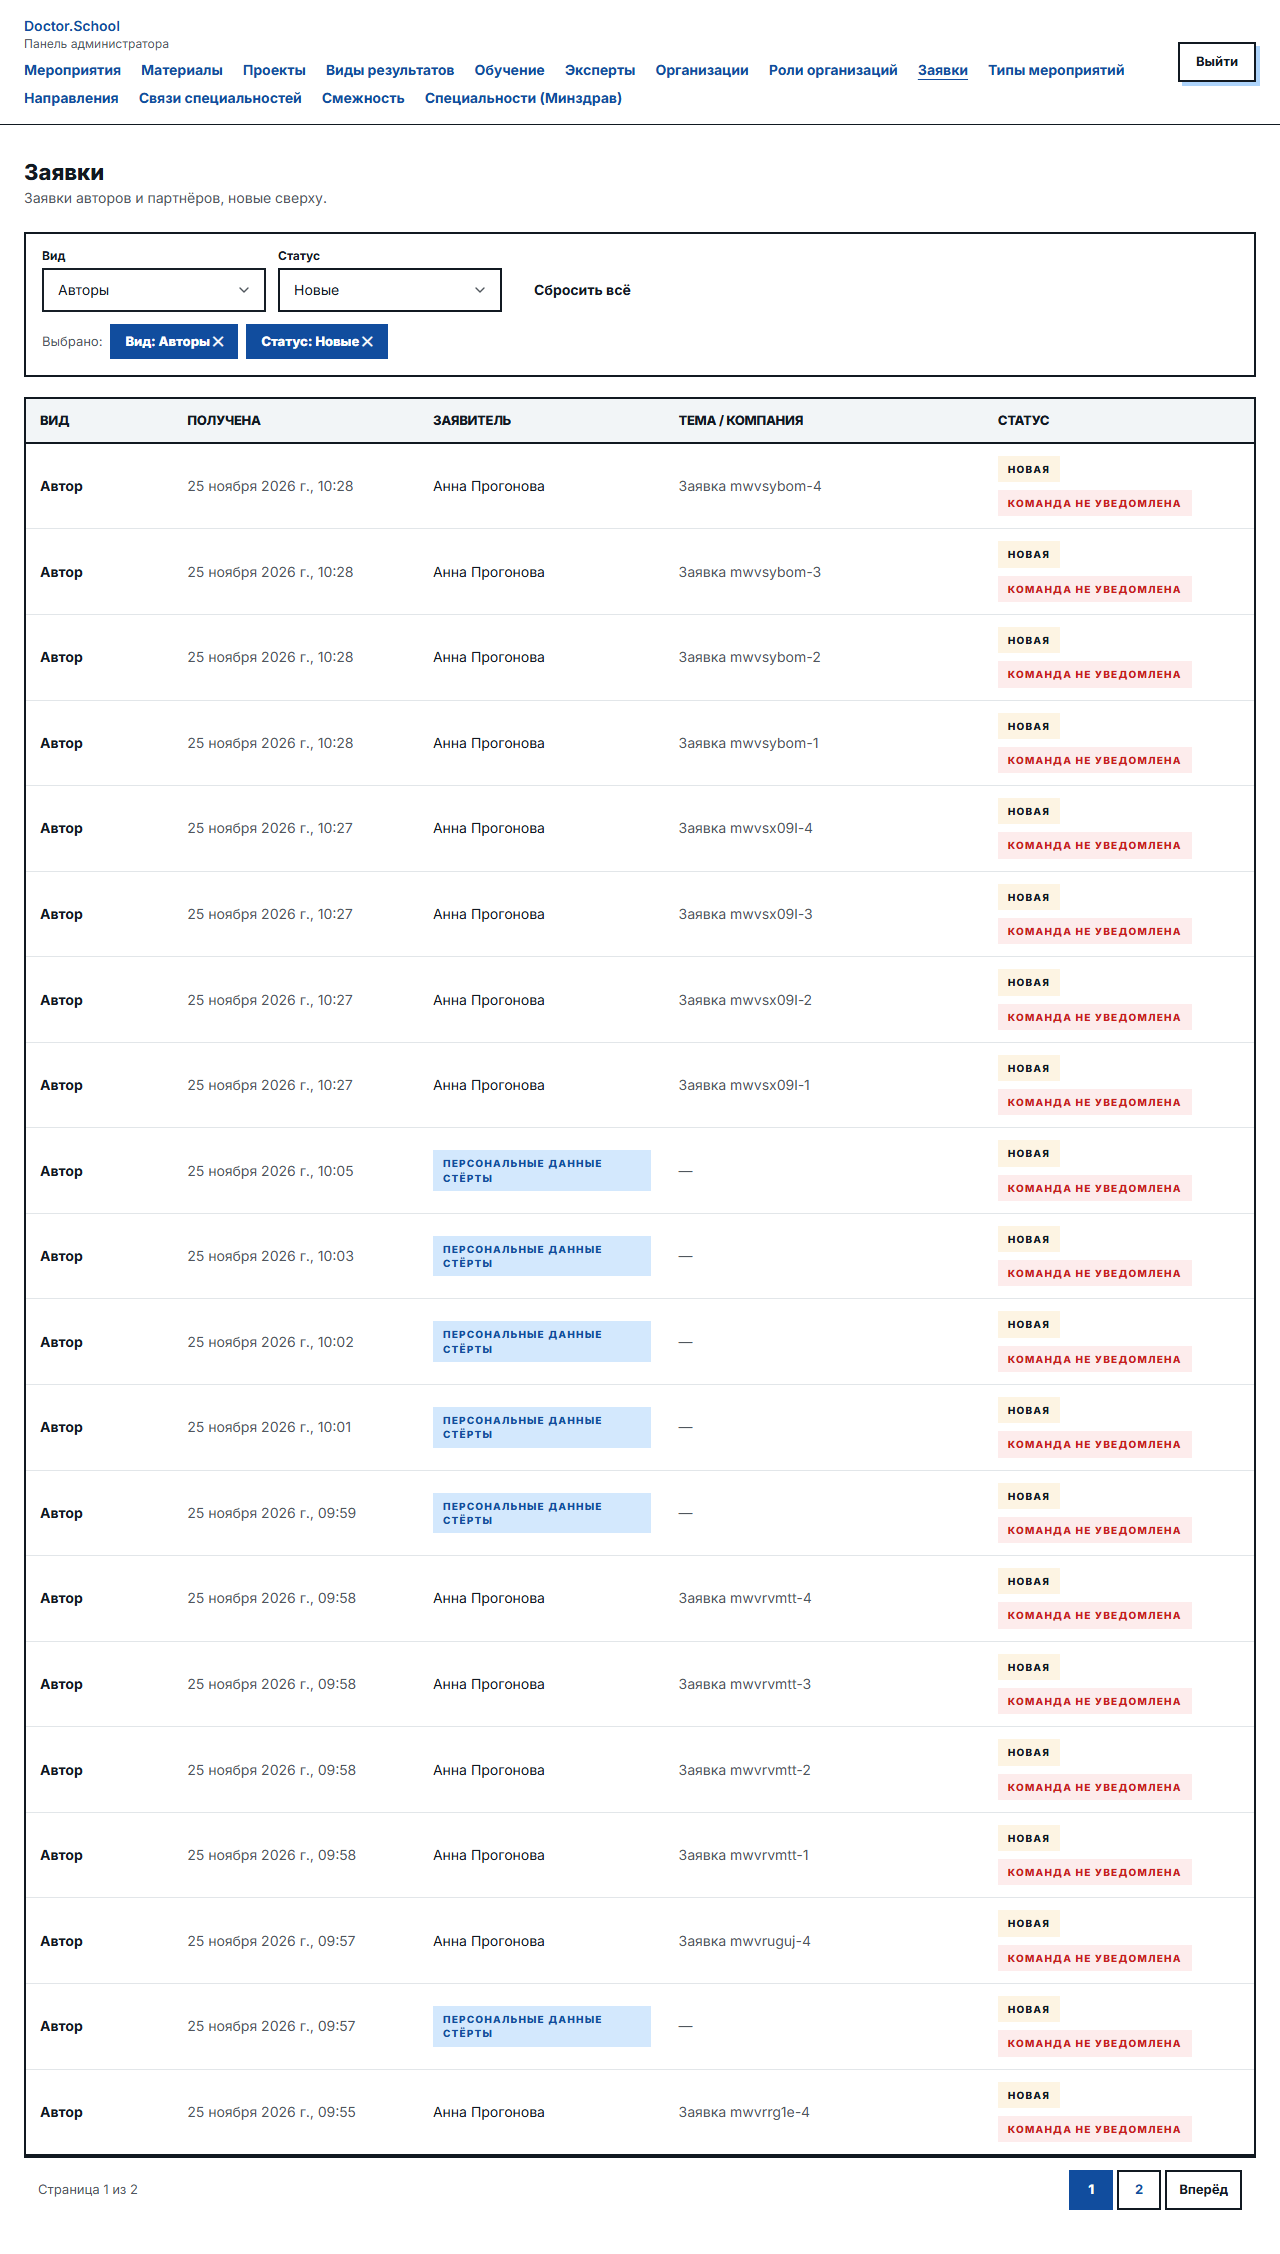 Doctor.School
Панель администратора
Мероприятия Материалы Проекты Виды результатов Обучение Эксперты Организации Роли организаций Заявки Типы мероприятий
Направления Связи специальностей Смежность Специальности (Минздрав)
Выйти
Заявки
Заявки авторов и партнёров, новые сверху.
Вид Статус
Авторы Новые Сбросить всё
Выбрано: Вид: Авторы Статус: Новые
ВИД ПОЛУЧЕНА ЗАЯВИТЕЛЬ ТЕМА / КОМПАНИЯ СТАТУС
Автор 25 ноября 2026 г., 10:28 Анна Прогонова Заявка mwvsybom-4 НОВАЯ
КОМАНДА НЕ УВЕДОМЛЕНА
Автор 25 ноября 2026 г., 10:28 Анна Прогонова Заявка mwvsybom-3 НОВАЯ
КОМАНДА НЕ УВЕДОМЛЕНА
Автор 25 ноября 2026 г., 10:28 Анна Прогонова Заявка mwvsybom-2 НОВАЯ
КОМАНДА НЕ УВЕДОМЛЕНА
Автор 25 ноября 2026 г., 10:28 Анна Прогонова Заявка mwvsybom-1 НОВАЯ
КОМАНДА НЕ УВЕДОМЛЕНА
Автор 25 ноября 2026 г., 10:27 Анна Прогонова Заявка mwvsx09l-4 НОВАЯ
КОМАНДА НЕ УВЕДОМЛЕНА
Автор 25 ноября 2026 г., 10:27 Анна Прогонова Заявка mwvsx09l-3 НОВАЯ
КОМАНДА НЕ УВЕДОМЛЕНА
Автор 25 ноября 2026 г., 10:27 Анна Прогонова Заявка mwvsx09l-2 НОВАЯ
КОМАНДА НЕ УВЕДОМЛЕНА
Автор 25 ноября 2026 г., 10:27 Анна Прогонова Заявка mwvsx09l-1 НОВАЯ
КОМАНДА НЕ УВЕДОМЛЕНА
Автор 25 ноября 2026 г., 10:05 ПЕРСОНАЛЬНЫЕ ДАННЫЕ СТЁРТЫ — НОВАЯ
КОМАНДА НЕ УВЕДОМЛЕНА
Автор 25 ноября 2026 г., 10:03 ПЕРСОНАЛЬНЫЕ ДАННЫЕ СТЁРТЫ — НОВАЯ
КОМАНДА НЕ УВЕДОМЛЕНА
Автор 25 ноября 2026 г., 10:02 ПЕРСОНАЛЬНЫЕ ДАННЫЕ СТЁРТЫ — НОВАЯ
КОМАНДА НЕ УВЕДОМЛЕНА
Автор 25 ноября 2026 г., 10:01 ПЕРСОНАЛЬНЫЕ ДАННЫЕ СТЁРТЫ — НОВАЯ
КОМАНДА НЕ УВЕДОМЛЕНА
Автор 25 ноября 2026 г., 09:59 ПЕРСОНАЛЬНЫЕ ДАННЫЕ СТЁРТЫ — НОВАЯ
КОМАНДА НЕ УВЕДОМЛЕНА
Автор 25 ноября 2026 г., 09:58 Анна Прогонова Заявка mwvrvmtt-4 НОВАЯ
КОМАНДА НЕ УВЕДОМЛЕНА
Автор 25 ноября 2026 г., 09:58 Анна Прогонова Заявка mwvrvmtt-3 НОВАЯ
КОМАНДА НЕ УВЕДОМЛЕНА
Автор 25 ноября 2026 г., 09:58 Анна Прогонова Заявка mwvrvmtt-2 НОВАЯ
КОМАНДА НЕ УВЕДОМЛЕНА
Автор 25 ноября 2026 г., 09:58 Анна Прогонова Заявка mwvrvmtt-1 НОВАЯ
КОМАНДА НЕ УВЕДОМЛЕНА
Автор 25 ноября 2026 г., 09:57 Анна Прогонова Заявка mwvruguj-4 НОВАЯ
КОМАНДА НЕ УВЕДОМЛЕНА
Автор 25 ноября 2026 г., 09:57 ПЕРСОНАЛЬНЫЕ ДАННЫЕ СТЁРТЫ — НОВАЯ
КОМАНДА НЕ УВЕДОМЛЕНА
Автор 25 ноября 2026 г., 09:55 Анна Прогонова Заявка mwvrrg1e-4 НОВАЯ
КОМАНДА НЕ УВЕДОМЛЕНА
Страница 1 из 2 1 2 Вперёд